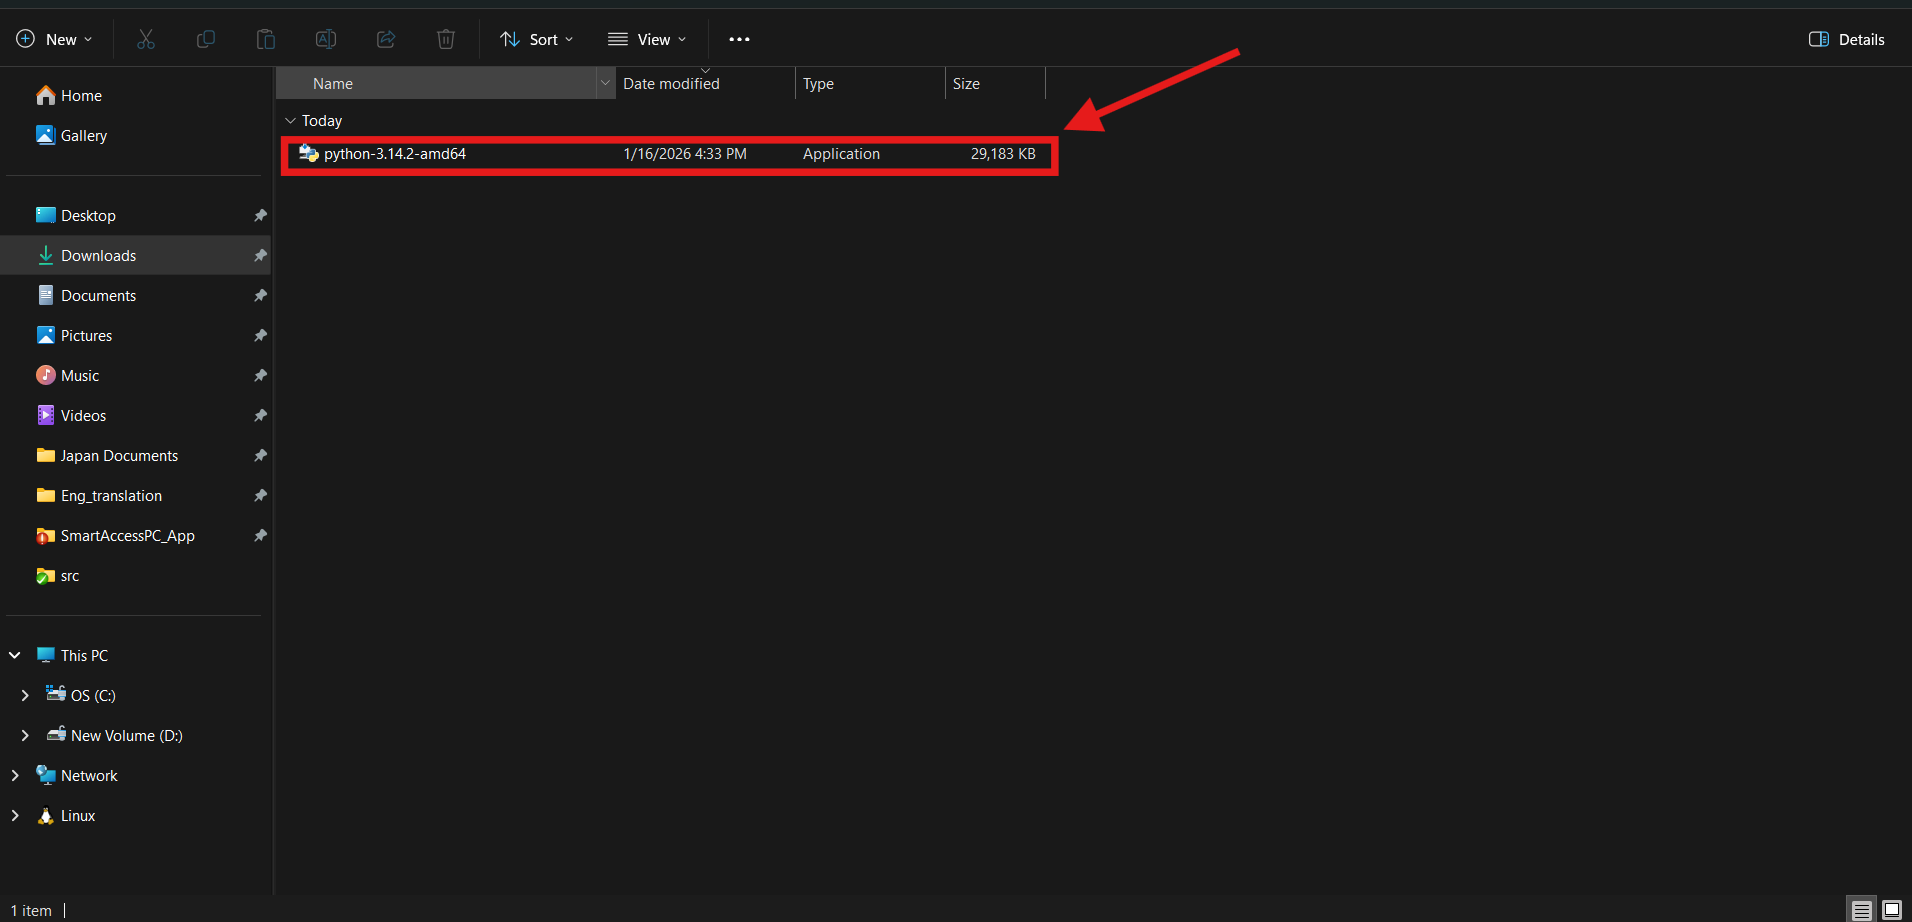 New
Sort
View
Details
Name Date modified Type Size
Home
Gallery
Today
python-3.14.2-amd64 1/16/2026 4:33 PM Application 29,183 KB
Desktop
Downloads
Documents
Pictures
Music
Videos
Japan Documents
Eng_translation
SmartAccessPC_App
src
This PC
OS (C:)
New Volume (D:)
Network
Linux
1 item